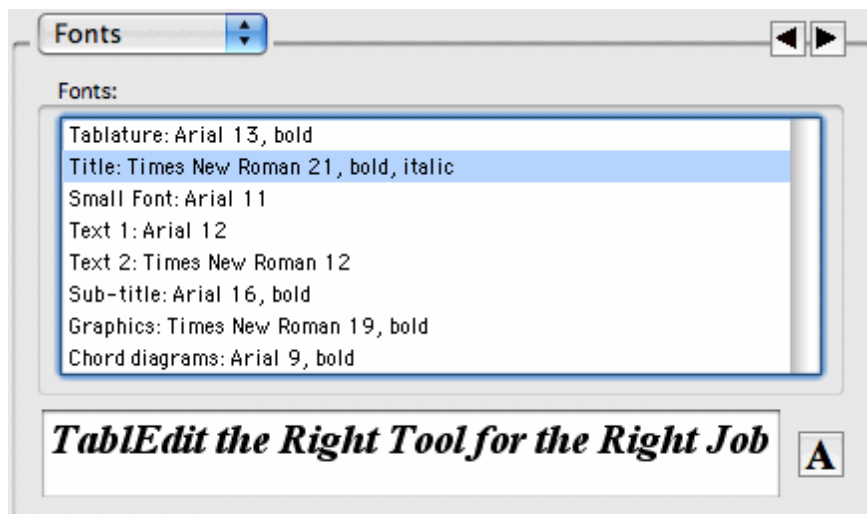 Fonts
Fonts:
Tablature: Arial 13, bold
Title: Times New Roman 21, bold, italic
Small Font: Arial 11
Text 1: Arial 12
Text 2: Times New Roman 12
Sub-title: Arial 16, bold
Graphics: Times New Roman 19, bold
Chord diagrams: Arial 9, bold
TablEdit the Right Tool for the Right Job
A